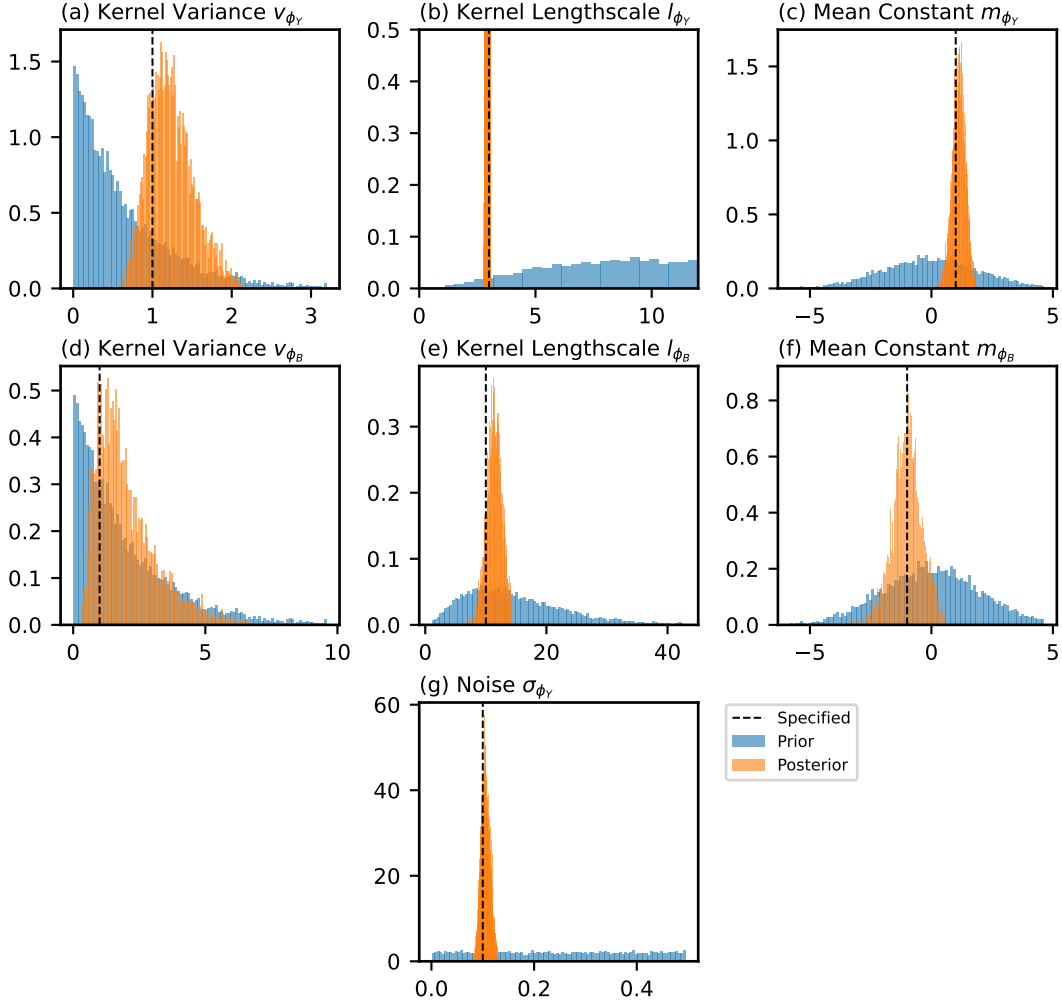 (a) Kernel Variance v_{ϕ_Y}
1.5
1.0
0.5
0.0
0 1 2 3
(b) Kernel Lengthscale l_{ϕ_Y}
0.5
0.4
0.3
0.2
0.1
0.0
0 5 10
(c) Mean Constant m_{ϕ_Y}
1.5
1.0
0.5
0.0
−5 0 5
(d) Kernel Variance v_{ϕ_B}
0.5
0.4
0.3
0.2
0.1
0.0
0 5 10
(e) Kernel Lengthscale l_{ϕ_B}
0.3
0.2
0.1
0.0
0 20 40
(f) Mean Constant m_{ϕ_B}
0.8
0.6
0.4
0.2
0.0
−5 0 5
(g) Noise σ_{ϕ_Y}
60
40
20
0
0.0 0.2 0.4
Specified
Prior
Posterior